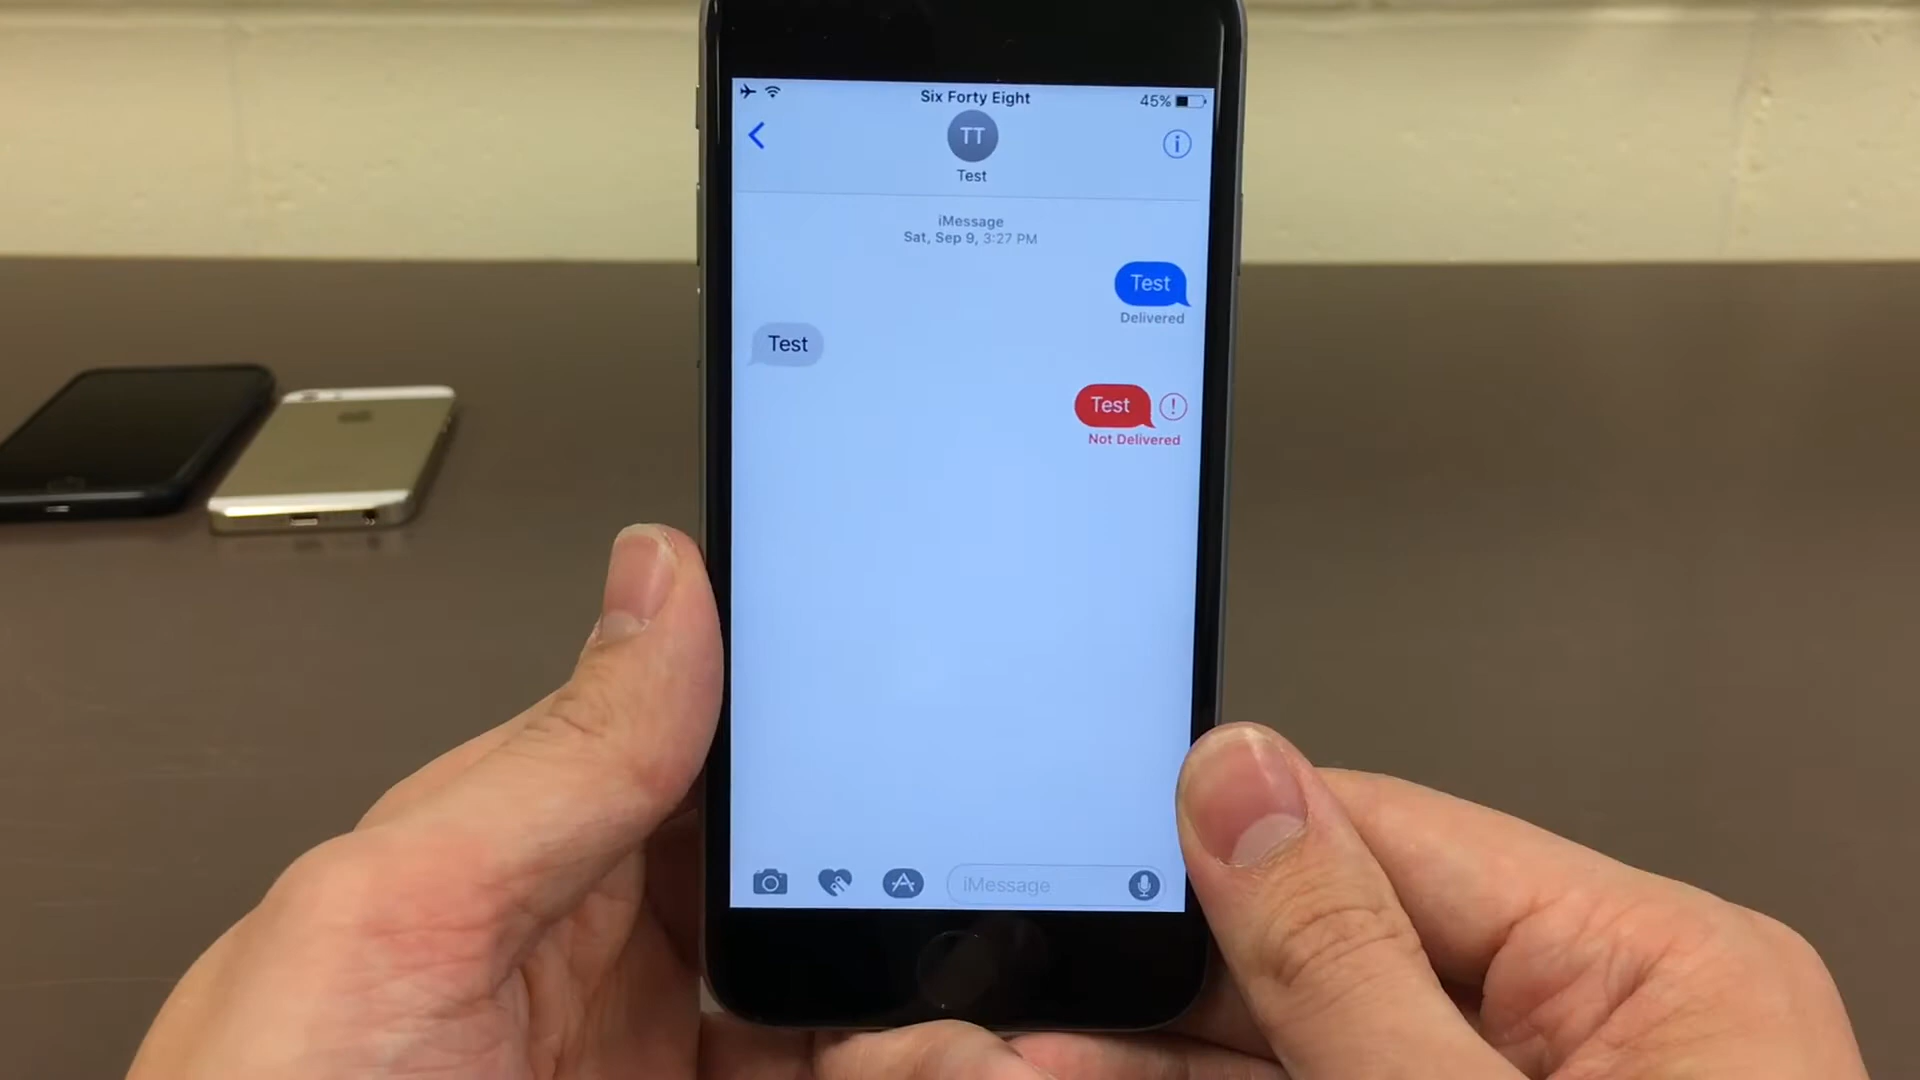 Six Forty Eight
45%
TT
Test
iMessage
Sat, Sep 9, 3:27 PM
Test
Delivered
Test
Test
Not Delivered
iMessage